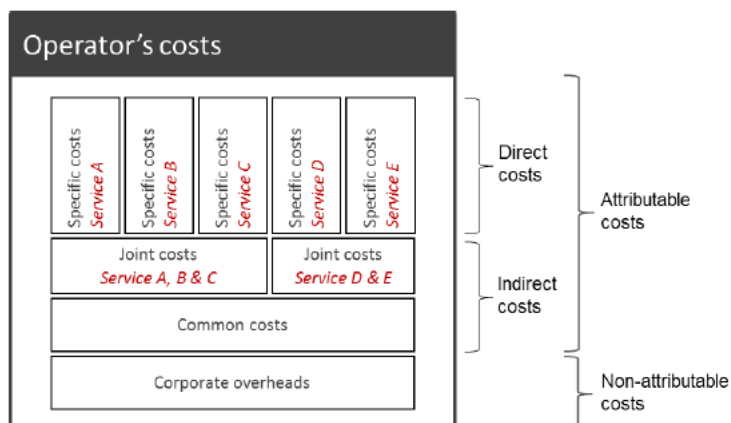 Operator's costs
Specific costs
Service A
Specific costs
Service B
Specific costs
Service C
Specific costs
Service D
Specific costs
Service E
Direct
costs
Attributable
costs
Joint costs
Service A, B & C
Joint costs
Service D & E
Indirect
costs
Common costs
Corporate overheads
Non-attributable
costs